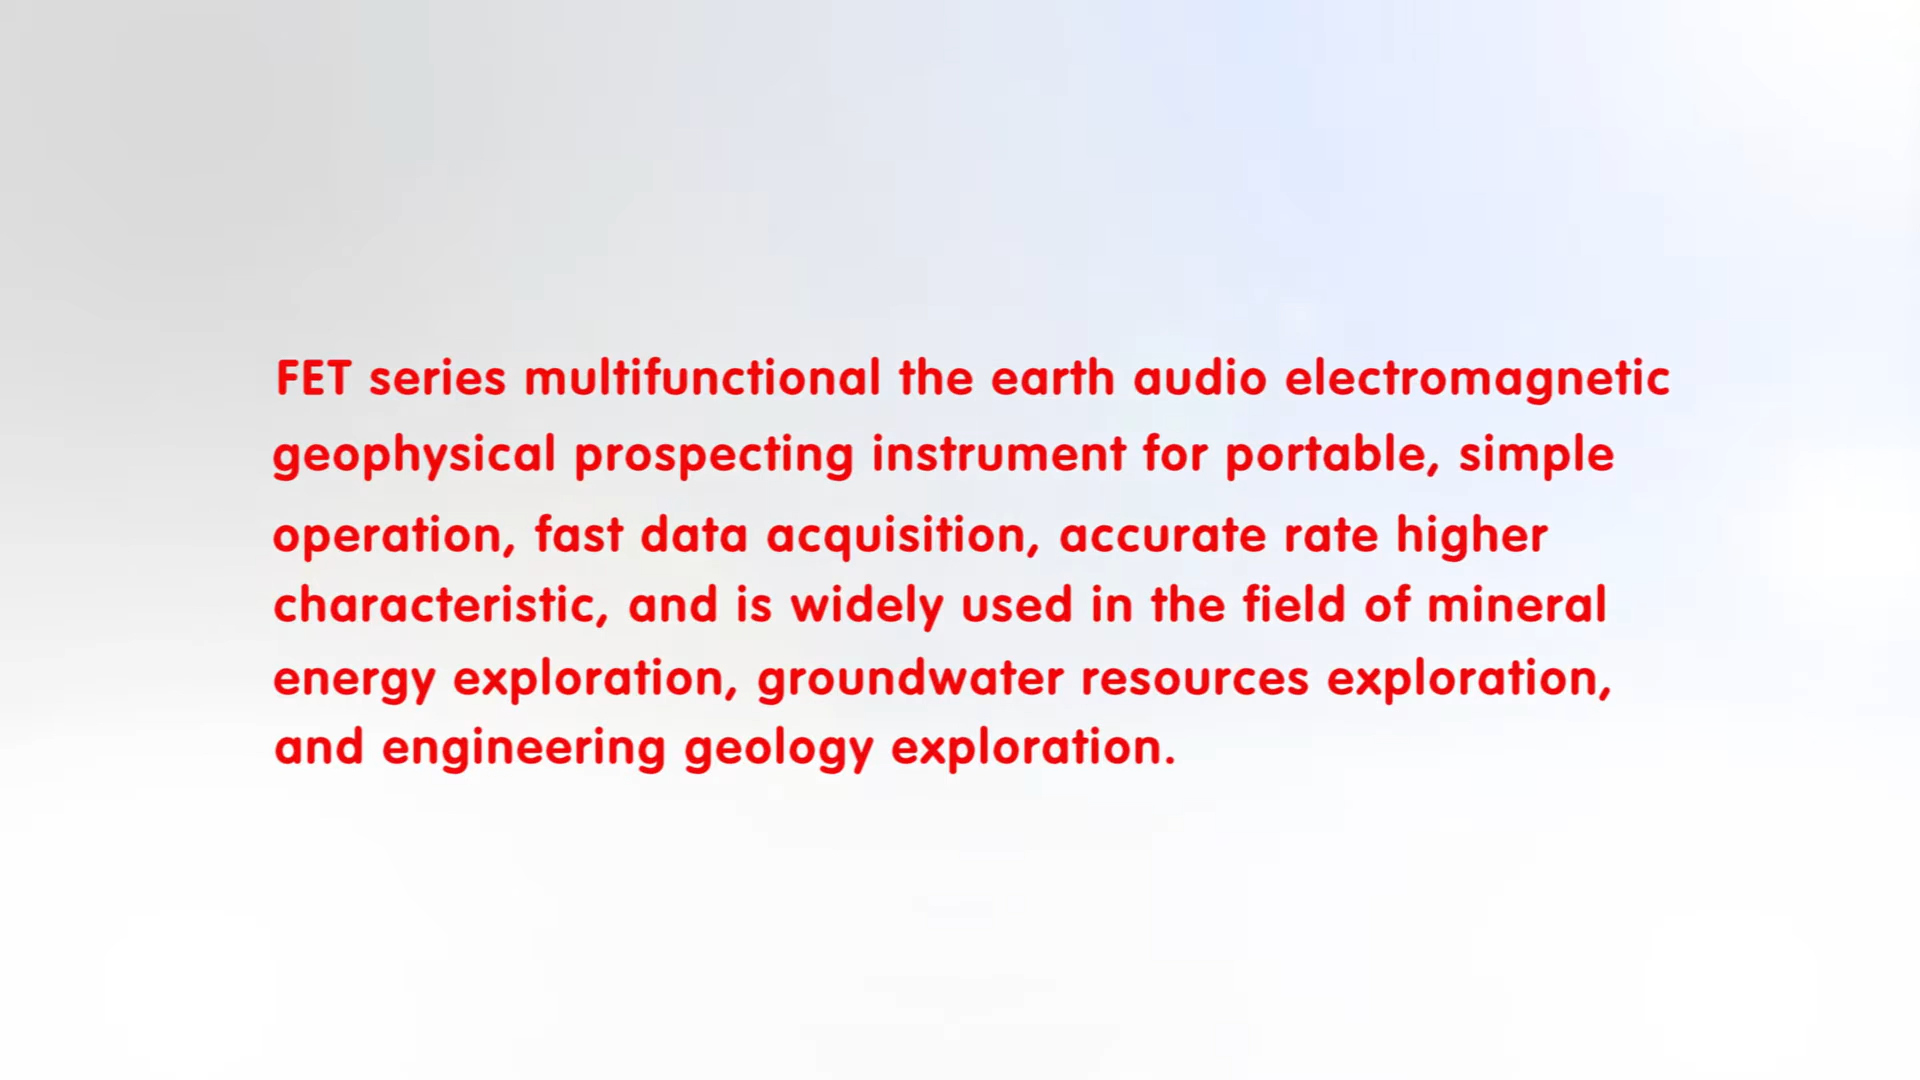 FET series multifunctional the earth audio electromagnetic
geophysical prospecting instrument for portable, simple
operation, fast data acquisition, accurate rate higher
characteristic, and is widely used in the field of mineral
energy exploration, groundwater resources exploration,
and engineering geology exploration.